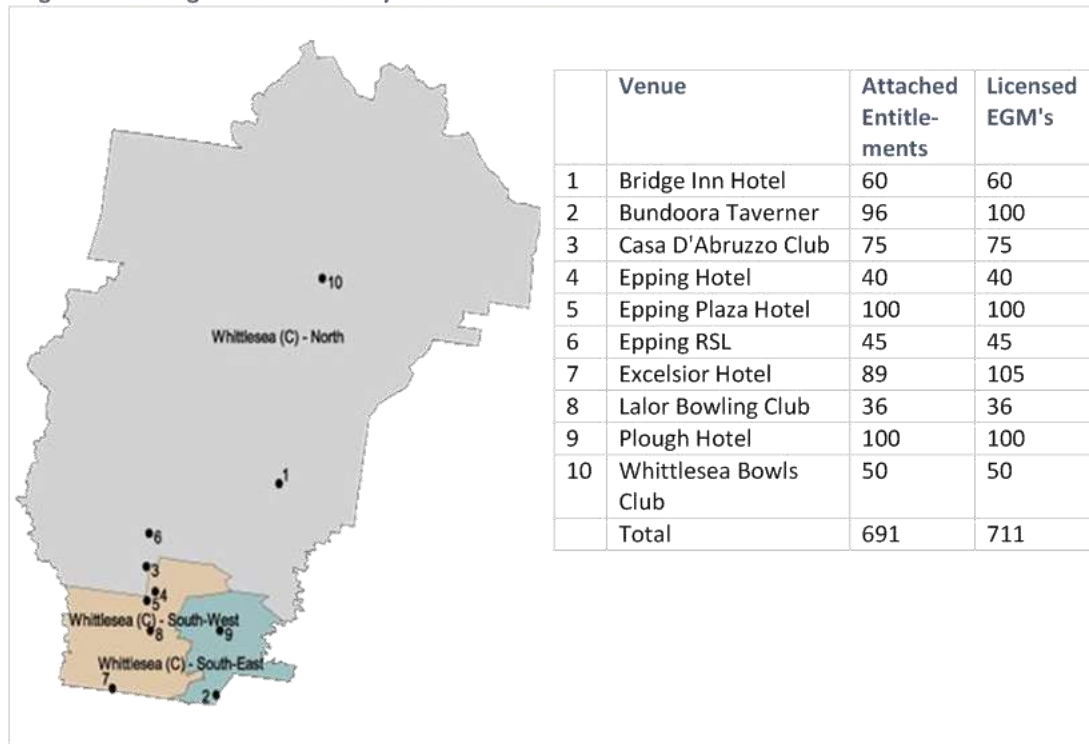 Venue Attached Licensed
Entitle- EGM's
ments
1 Bridge Inn Hotel 60 60
2 Bundoora Taverner 96 100
3 Casa D'Abruzzo Club 75 75
4 Epping Hotel 40 40
5 Epping Plaza Hotel 100 100
6 Epping RSL 45 45
7 Excelsior Hotel 89 105
8 Lalor Bowling Club 36 36
9 Plough Hotel 100 100
10 Whittlesea Bowls 50 50
Club
Total 691 711
10
Whittlesea (C) - North
1
6
3
4
5
Whittlesea (C) - South-West
8
9
Whittlesea (C) - South-East
7
2